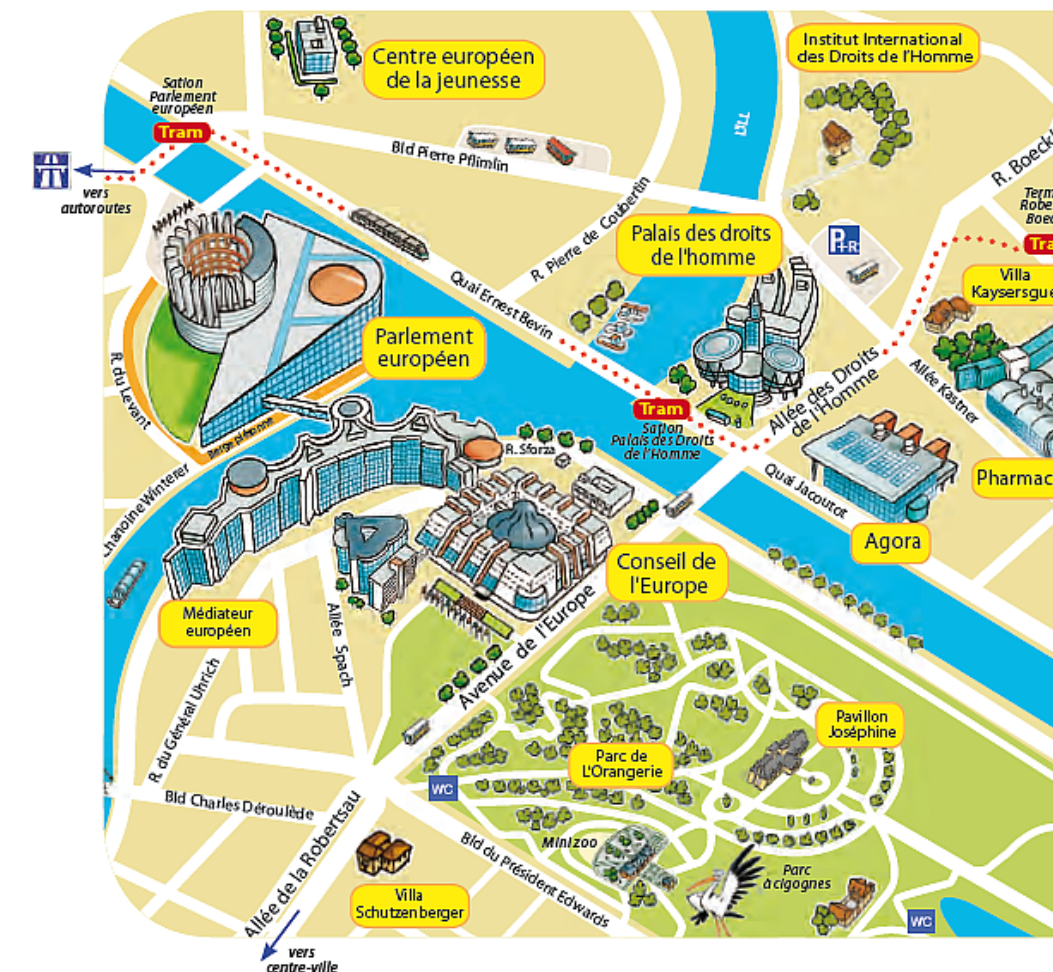 Centre européen
de la jeunesse
Institut International
des Droits de l'Homme
Sation
Parlement
européen
Tram
vers
autoroutes
Bld Pierre Pflimlin
L'ILL
R. Boeck
R. Pierre de Coubertin
Palais des droits
de l'homme
P+R
Term
Robe
Boec
Tra
Villa
Kaysersgue
Quai Ernest Bevin
Parlement
européen
R. du Levant
Allée des Droits
de l'Homme
Allée Kastner
Tram
Sation
Palais des Droits
de l'Homme
R. Sforza
Chanoine Winterer
Quai Jacoutot
Pharmac
Agora
Conseil de
l'Europe
Médiateur
européen
Allée Spach
Avenue de l'Europe
R. du Général Uhrich
Pavillon
Joséphine
Parc de
L'Orangerie
WC
Bld Charles Déroulède
Allée de la Robertsau
Bld du Président Edwards
Minizoo
Parc
à cigognes
Villa
Schutzenberger
WC
vers
centre-ville